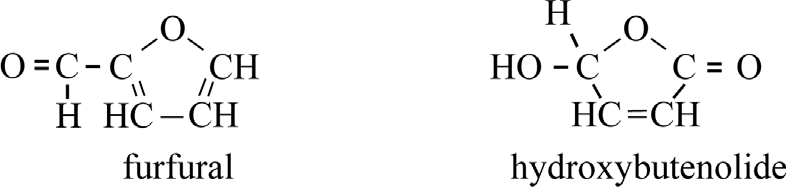 H
O O
O = C – C CH HO – C C = O
H HC – CH HC = CH
furfural hydroxybutenolide